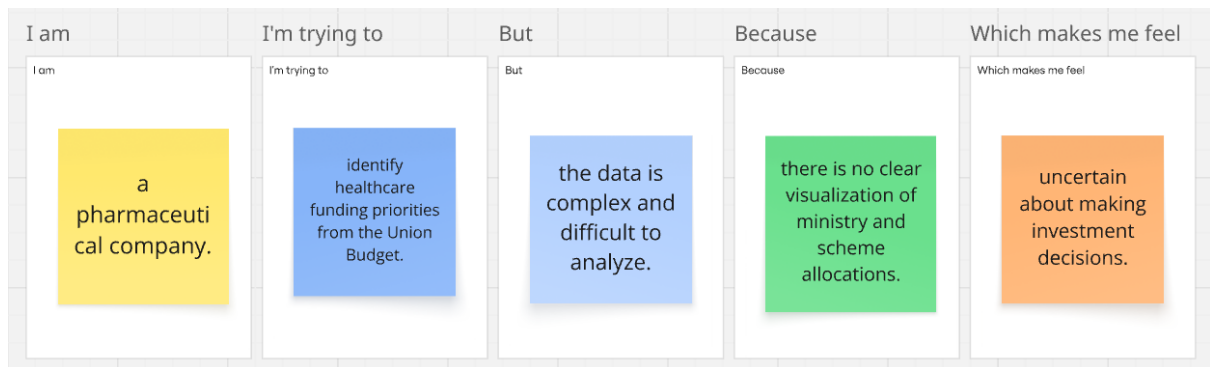 I am
I'm trying to
But
Because
Which makes me feel
I am
I'm trying to
But
Because
Which makes me feel
a
pharmaceuti
cal company.
identify
healthcare
funding priorities
from the Union
Budget.
the data is
complex and
difficult to
analyze.
there is no clear
visualization of
ministry and
scheme
allocations.
uncertain
about making
investment
decisions.